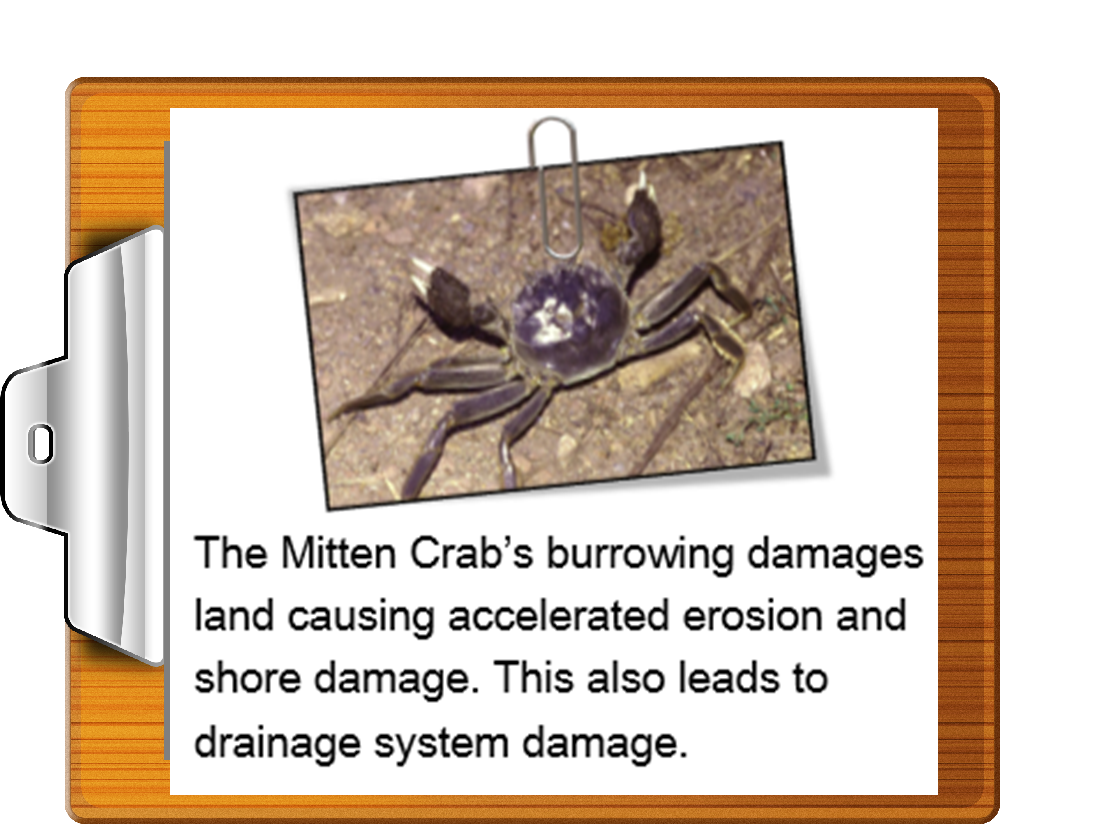 The Mitten Crab’s burrowing damages
land causing accelerated erosion and
shore damage. This also leads to
drainage system damage.